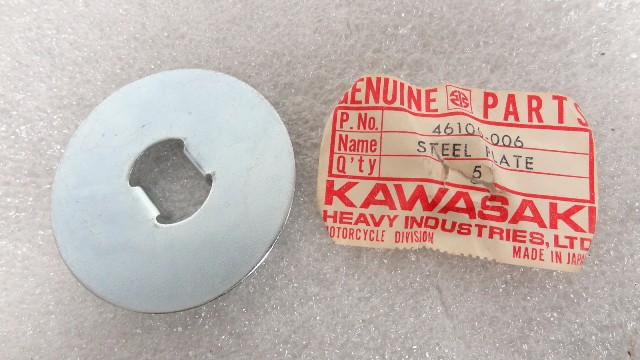 GENUINE PARTS
P.No. 46104-006
Name STEEL PLATE
Q'ty 5
KAWASAKI
HEAVY INDUSTRIES, LTD.
MOTORCYCLE DIVISION MADE IN JAPAN